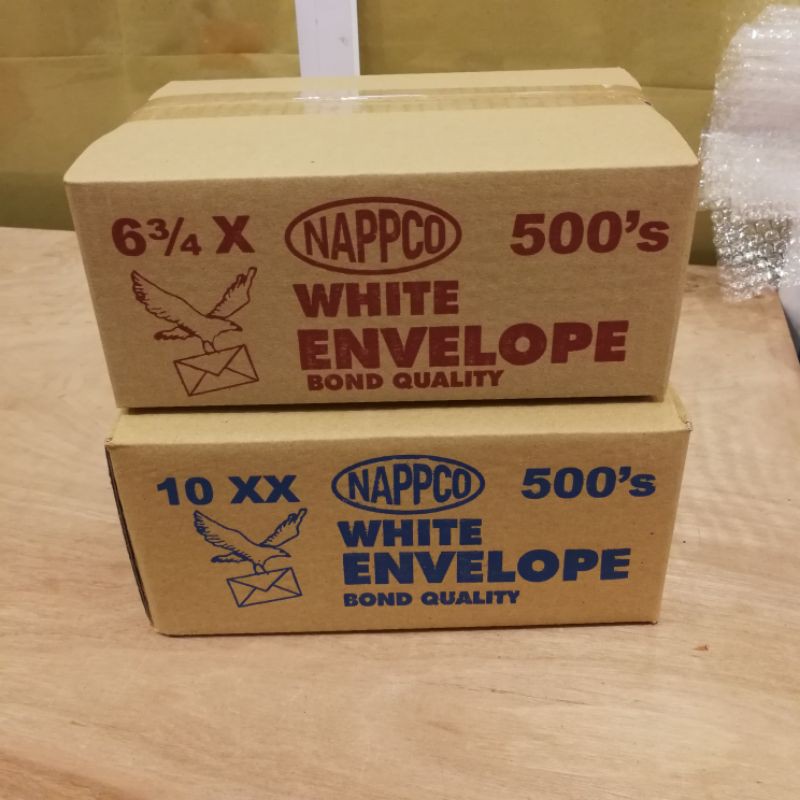 6¾ X NAPPCO 500's
WHITE
ENVELOPE
BOND QUALITY
10 XX NAPPCO 500's
WHITE
ENVELOPE
BOND QUALITY